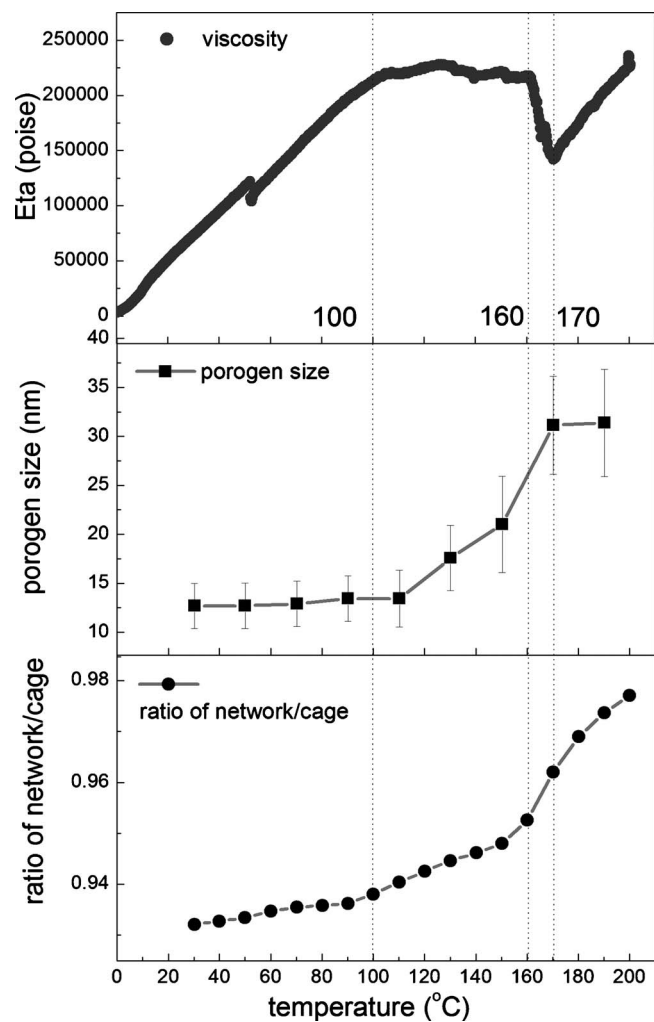 250000
viscosity
200000
150000
100000
50000
0
Eta (poise)
100
160
170
40
porogen size
35
30
25
20
15
10
porogen size (nm)
0.98
ratio of network/cage
0.96
0.94
ratio of network/cage
0 20 40 60 80 100 120 140 160 180 200
temperature (°C)